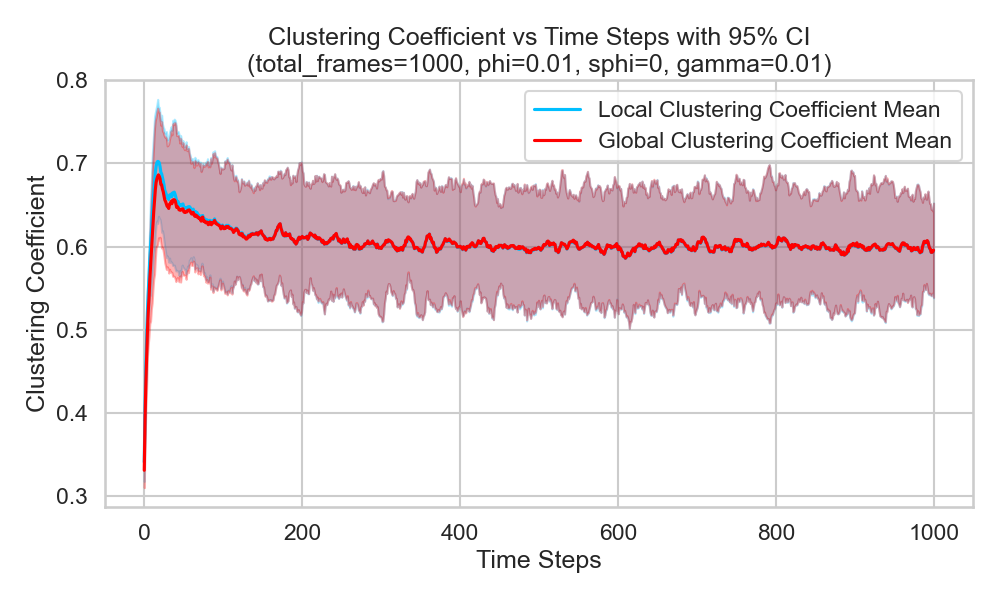 Clustering Coefficient vs Time Steps with 95% CI
(total_frames=1000, phi=0.01, sphi=0, gamma=0.01)
Local Clustering Coefficient Mean
Global Clustering Coefficient Mean
Clustering Coefficient
0.8
0.7
0.6
0.5
0.4
0.3
0 200 400 600 800 1000
Time Steps